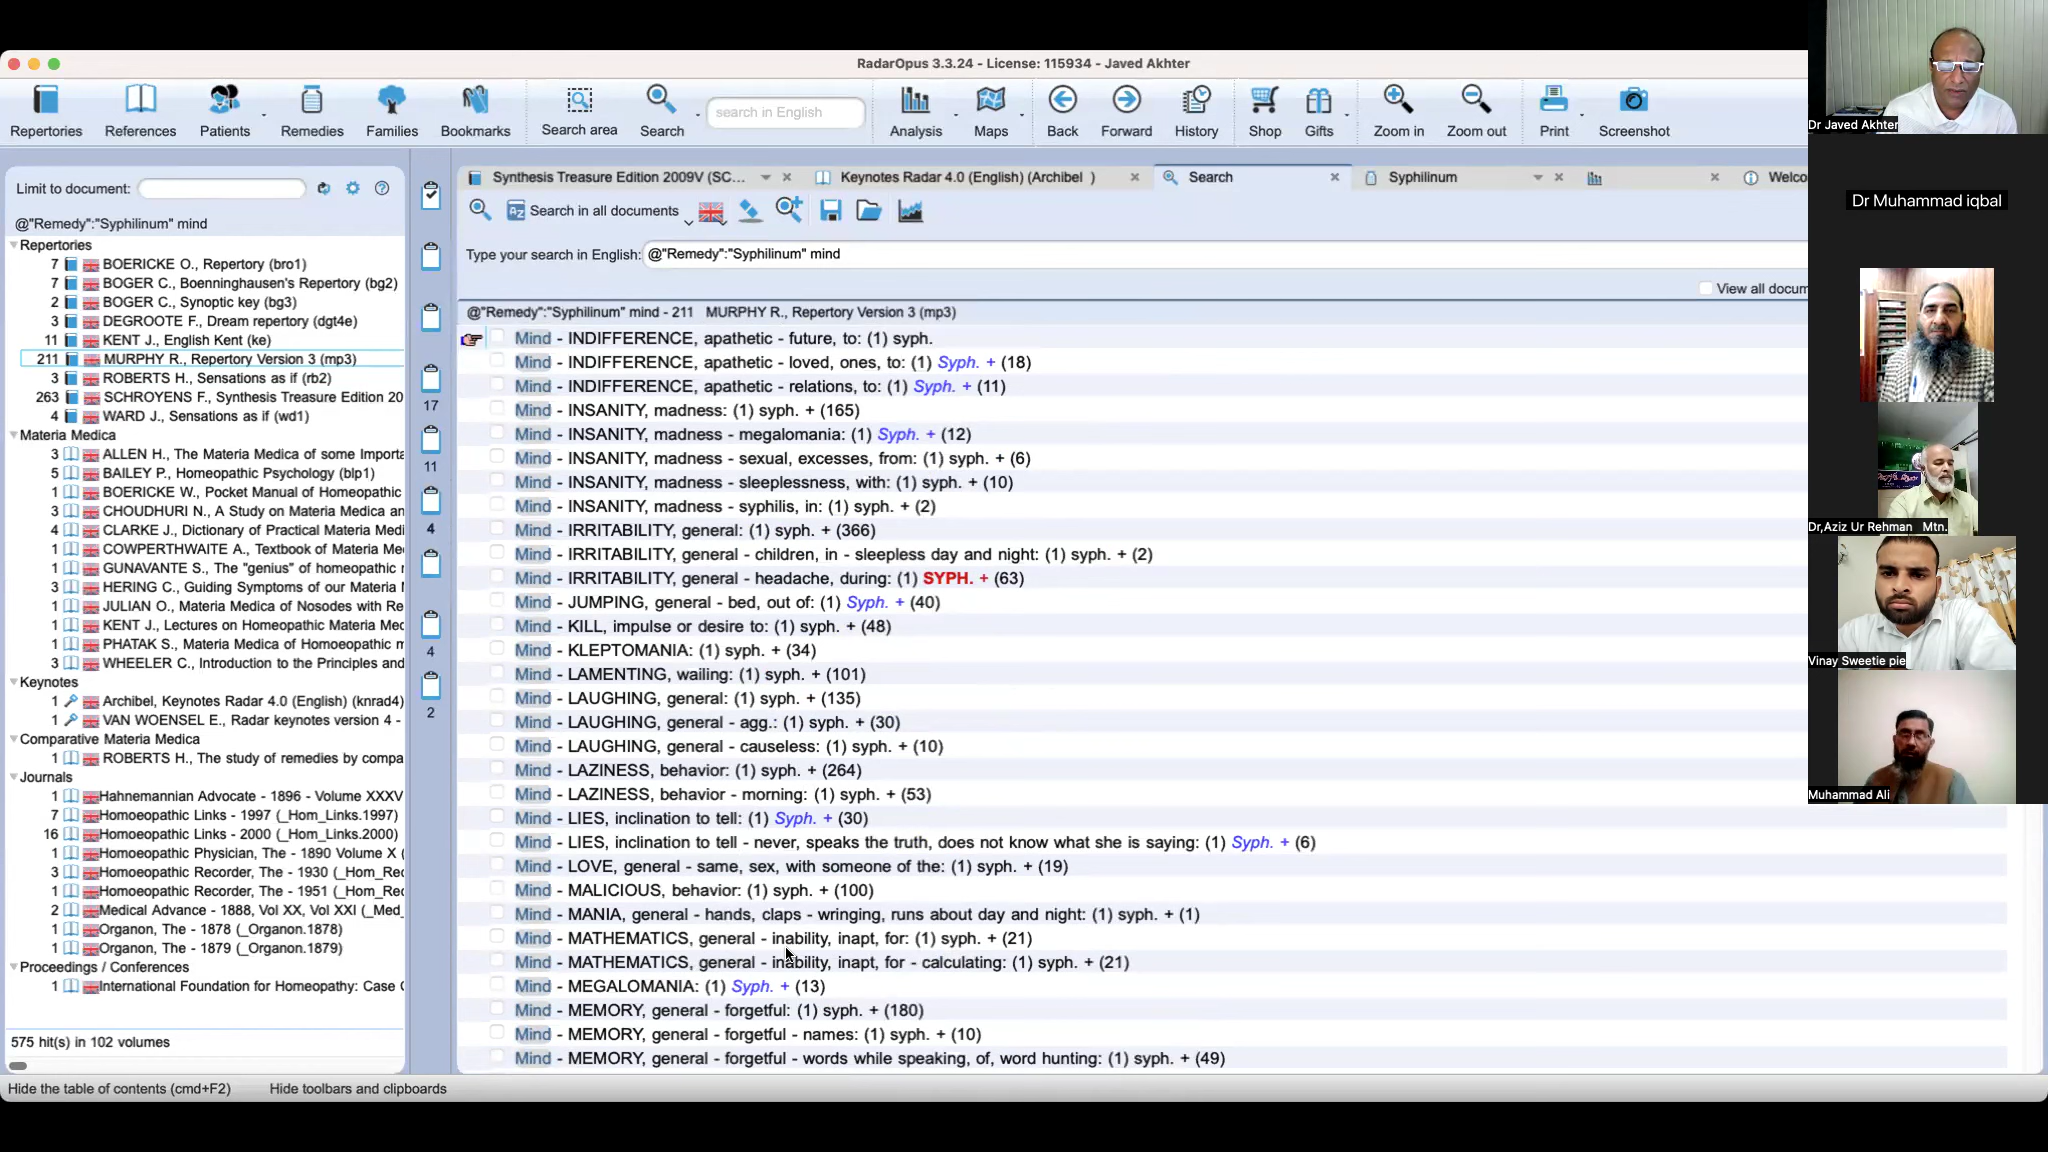 RadarOpus 3.3.24 - License: 115934 - Javed Akhter
Repertories
References
Patients
Remedies
Families
Bookmarks
Search area
Search
search in English
Analysis
Maps
Back
Forward
History
Shop
Gifts
Zoom in
Zoom out
Print
Screenshot
Limit to document:
@"Remedy":"Syphilinum" mind
Repertories
7 BOERICKE O., Repertory (bro1)
7 BOGER C., Boenninghausen's Repertory (bg2)
2 BOGER C., Synoptic key (bg3)
3 DEGROOTE F., Dream repertory (dgt4e)
11 KENT J., English Kent (ke)
211 MURPHY R., Repertory Version 3 (mp3)
3 ROBERTS H., Sensations as if (rb2)
263 SCHROYENS F., Synthesis Treasure Edition 20
4 WARD J., Sensations as if (wd1)
Materia Medica
3 ALLEN H., The Materia Medica of some Importa
5 BAILEY P., Homeopathic Psychology (blp1)
1 BOERICKE W., Pocket Manual of Homeopathic
3 CHOUDHURI N., A Study on Materia Medica an
4 CLARKE J., Dictionary of Practical Materia Medi
1 COWPERTHWAITE A., Textbook of Materia Me
1 GUNAVANTE S., The "genius" of homeopathic r
3 HERING C., Guiding Symptoms of our Materia
1 JULIAN O., Materia Medica of Nosodes with Re
1 KENT J., Lectures on Homeopathic Materia Med
1 PHATAK S., Materia Medica of Homoeopathic m
3 WHEELER C., Introduction to the Principles and
Keynotes
1 Archibel, Keynotes Radar 4.0 (English) (knrad4)
1 VAN WOENSEL E., Radar keynotes version 4 -
Comparative Materia Medica
1 ROBERTS H., The study of remedies by compa
Journals
1 Hahnemannian Advocate - 1896 - Volume XXXV
7 Homoeopathic Links - 1997 (_Hom_Links.1997)
16 Homoeopathic Links - 2000 (_Hom_Links.2000)
1 Homoeopathic Physician, The - 1890 Volume X (
3 Homoeopathic Recorder, The - 1930 (_Hom_Rec
1 Homoeopathic Recorder, The - 1951 (_Hom_Rec
2 Medical Advance - 1888, Vol XX, Vol XXI (_Med_
1 Organon, The - 1878 (_Organon.1878)
1 Organon, The - 1879 (_Organon.1879)
Proceedings / Conferences
1 International Foundation for Homeopathy: Case C
575 hit(s) in 102 volumes
17
11
4
4
2
Synthesis Treasure Edition 2009V (SC...
Keynotes Radar 4.0 (English) (Archibel )
Search
Syphilinum
Welco
Search in all documents
Type your search in English: @"Remedy":"Syphilinum" mind
View all docum
@"Remedy":"Syphilinum" mind - 211 MURPHY R., Repertory Version 3 (mp3)
Mind - INDIFFERENCE, apathetic - future, to: (1) syph.
Mind - INDIFFERENCE, apathetic - loved, ones, to: (1) Syph. + (18)
Mind - INDIFFERENCE, apathetic - relations, to: (1) Syph. + (11)
Mind - INSANITY, madness: (1) syph. + (165)
Mind - INSANITY, madness - megalomania: (1) Syph. + (12)
Mind - INSANITY, madness - sexual, excesses, from: (1) syph. + (6)
Mind - INSANITY, madness - sleeplessness, with: (1) syph. + (10)
Mind - INSANITY, madness - syphilis, in: (1) syph. + (2)
Mind - IRRITABILITY, general: (1) syph. + (366)
Mind - IRRITABILITY, general - children, in - sleepless day and night: (1) syph. + (2)
Mind - IRRITABILITY, general - headache, during: (1) SYPH. + (63)
Mind - JUMPING, general - bed, out of: (1) Syph. + (40)
Mind - KILL, impulse or desire to: (1) syph. + (48)
Mind - KLEPTOMANIA: (1) syph. + (34)
Mind - LAMENTING, wailing: (1) syph. + (101)
Mind - LAUGHING, general: (1) syph. + (135)
Mind - LAUGHING, general - agg.: (1) syph. + (30)
Mind - LAUGHING, general - causeless: (1) syph. + (10)
Mind - LAZINESS, behavior: (1) syph. + (264)
Mind - LAZINESS, behavior - morning: (1) syph. + (53)
Mind - LIES, inclination to tell: (1) Syph. + (30)
Mind - LIES, inclination to tell - never, speaks the truth, does not know what she is saying: (1) Syph. + (6)
Mind - LOVE, general - same, sex, with someone of the: (1) syph. + (19)
Mind - MALICIOUS, behavior: (1) syph. + (100)
Mind - MANIA, general - hands, claps - wringing, runs about day and night: (1) syph. + (1)
Mind - MATHEMATICS, general - inability, inapt, for: (1) syph. + (21)
Mind - MATHEMATICS, general - inability, inapt, for - calculating: (1) syph. + (21)
Mind - MEGALOMANIA: (1) Syph. + (13)
Mind - MEMORY, general - forgetful: (1) syph. + (180)
Mind - MEMORY, general - forgetful - names: (1) syph. + (10)
Mind - MEMORY, general - forgetful - words while speaking, of, word hunting: (1) syph. + (49)
Hide the table of contents (cmd+F2)
Hide toolbars and clipboards
Dr Javed Akhter
Dr Muhammad iqbal
Dr,Aziz Ur Rehman Mtn.
Vinay Sweetie pie
Muhammad Ali